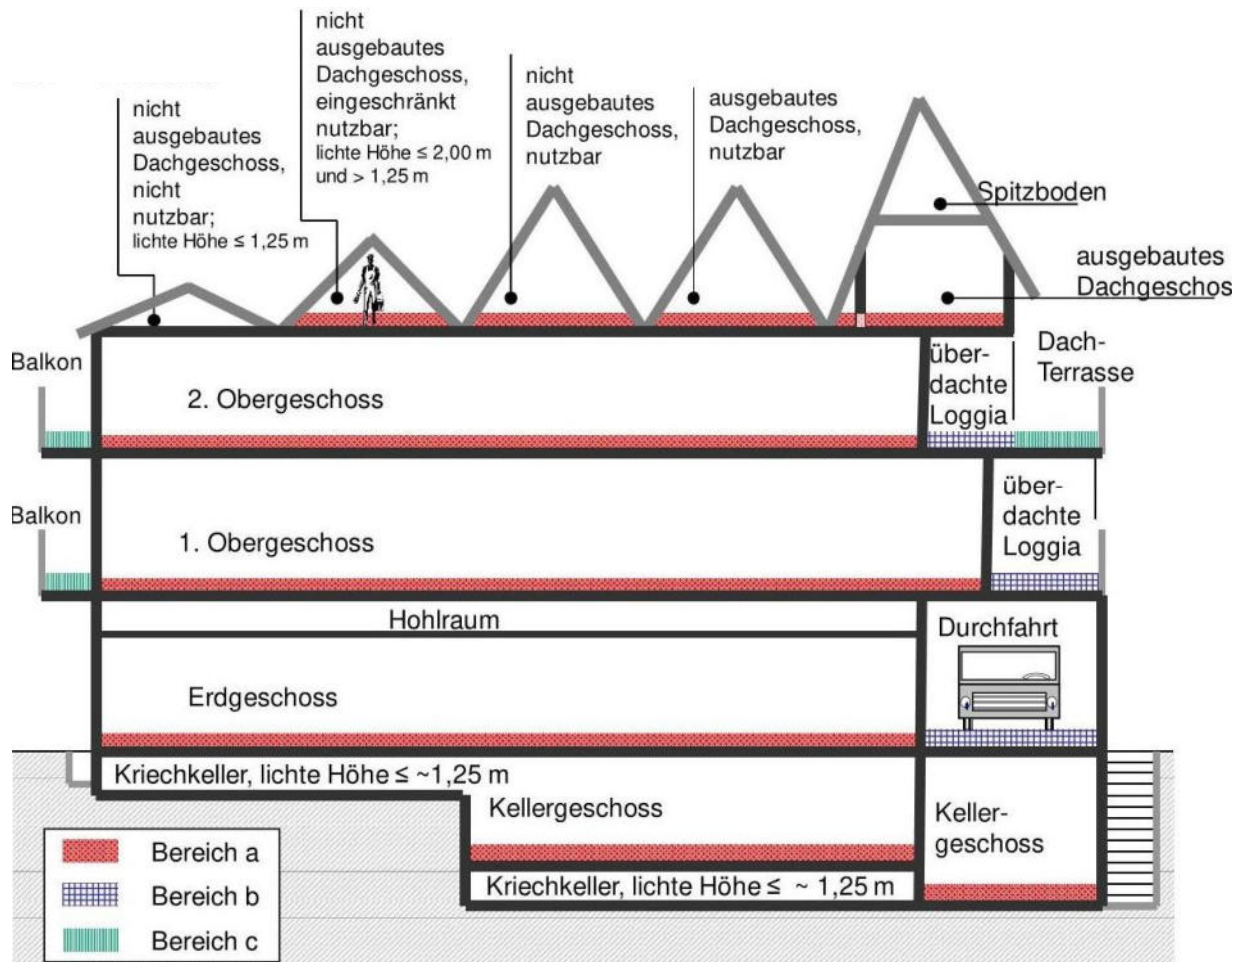 nicht
ausgebautes
Dachgeschoss,
nicht
nutzbar;
lichte Höhe ≤ 1,25 m
nicht
ausgebautes
Dachgeschoss,
eingeschränkt
nutzbar;
lichte Höhe ≤ 2,00 m
und > 1,25 m
nicht
ausgebautes
Dachgeschoss,
nutzbar
ausgebautes
Dachgeschoss,
nutzbar
Spitzboden
ausgebautes
Dachgeschos
Balkon
2. Obergeschoss
über-
dachte
Loggia
Dach-
Terrasse
Balkon
1. Obergeschoss
über-
dachte
Loggia
Hohlraum
Erdgeschoss
Durchfahrt
Kriechkeller, lichte Höhe ≤ ~1,25 m
Kellergeschoss
Keller-
geschoss
Kriechkeller, lichte Höhe ≤ ~ 1,25 m
Bereich a
Bereich b
Bereich c